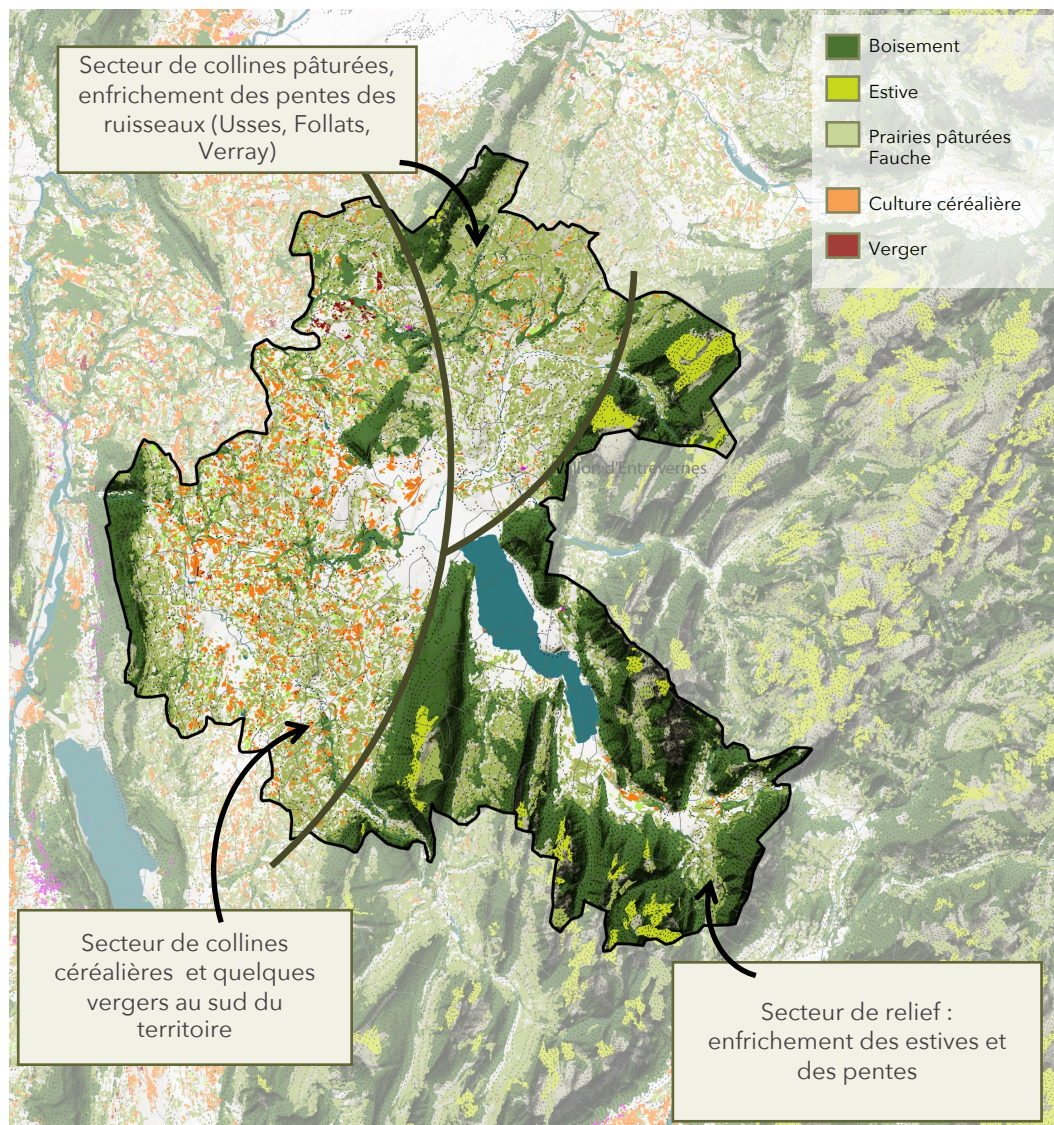 Secteur de collines pâturées,
enfrichement des pentes des
ruisseaux (Usses, Follats,
Verray)
Boisement
Estive
Prairies pâturées
Fauche
Culture céréalière
Verger
d'Entrevernes
Secteur de collines
céréalières et quelques
vergers au sud du
territoire
Secteur de relief :
enfrichement des estives et
des pentes